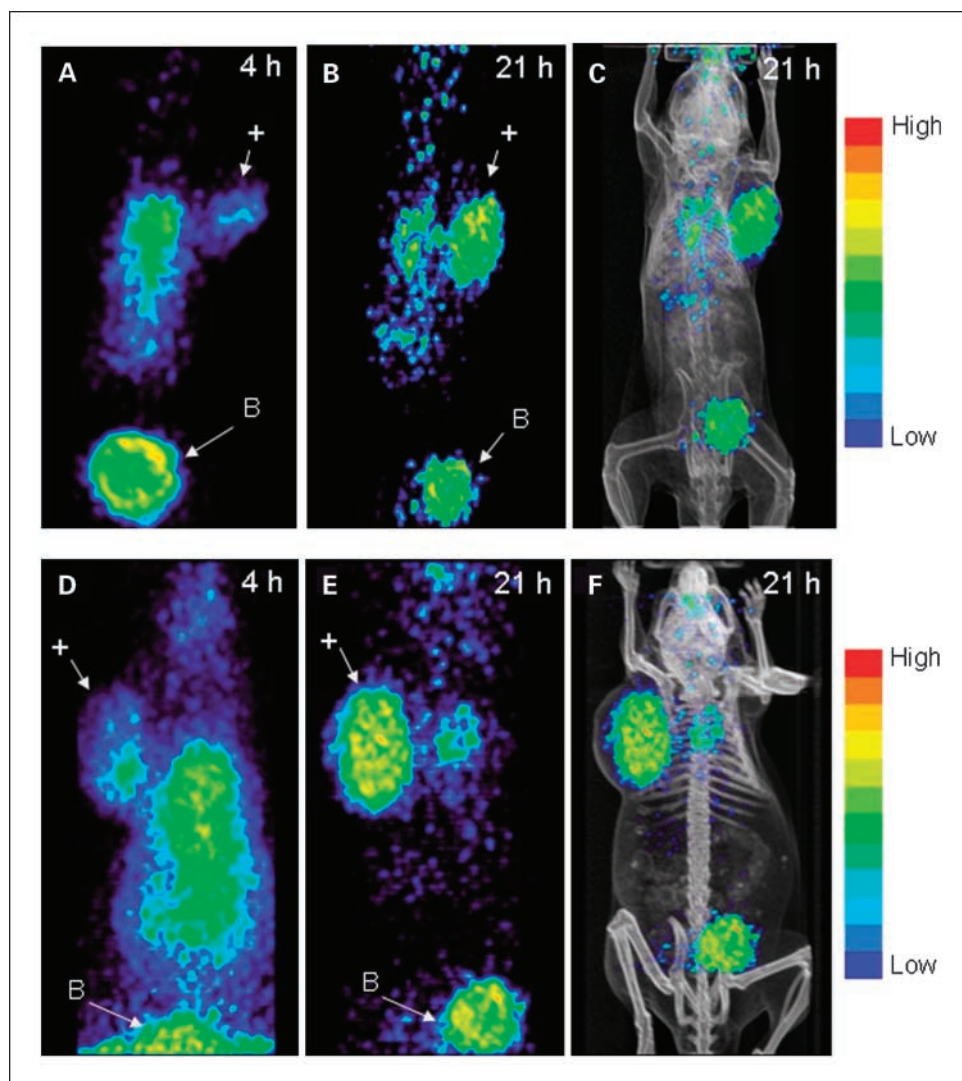 A 4 h
+
B
B 21 h
+
B
C 21 h
High
Low
D 4 h
+
B
E 21 h
+
B
F 21 h
High
Low